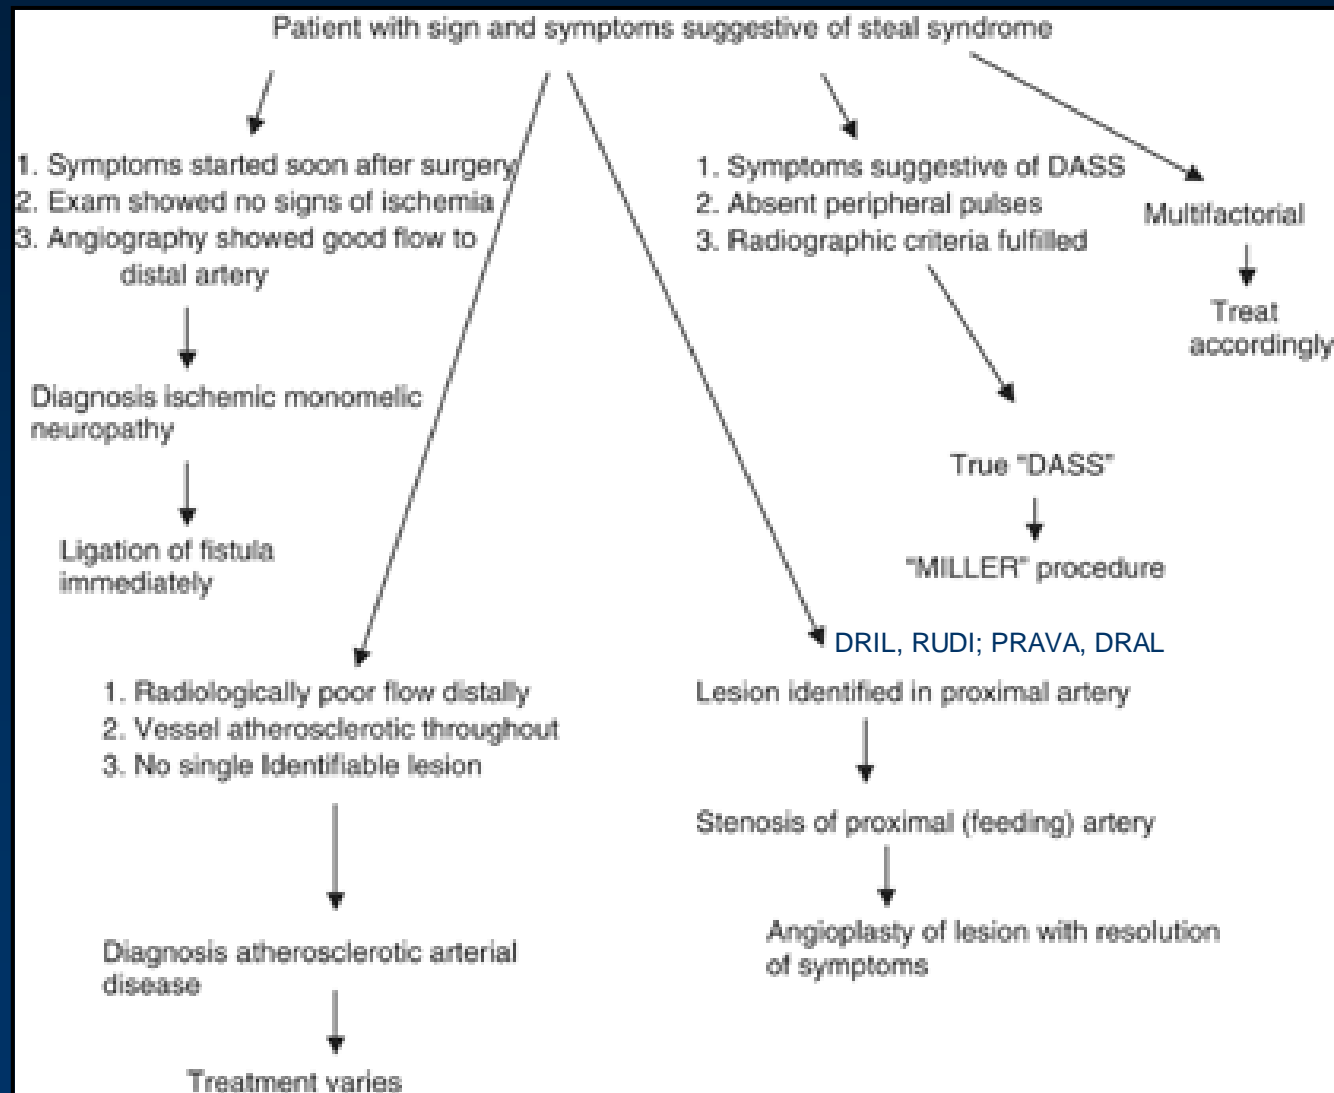 Patient with sign and symptoms suggestive of steal syndrome
1. Symptoms started soon after surgery
2. Exam showed no signs of ischemia
3. Angiography showed good flow to
distal artery
Diagnosis ischemic monomelic
neuropathy
Ligation of fistula
immediately
1. Radiologically poor flow distally
2. Vessel atherosclerotic throughout
3. No single Identifiable lesion
Diagnosis atherosclerotic arterial
disease
Treatment varies
DRIL, RUDI; PRAVA, DRAL
Lesion identified in proximal artery
Stenosis of proximal (feeding) artery
Angioplasty of lesion with resolution
of symptoms
1. Symptoms suggestive of DASS
2. Absent peripheral pulses
3. Radiographic criteria fulfilled
True "DASS"
"MILLER" procedure
Multifactorial
Treat
accordingly